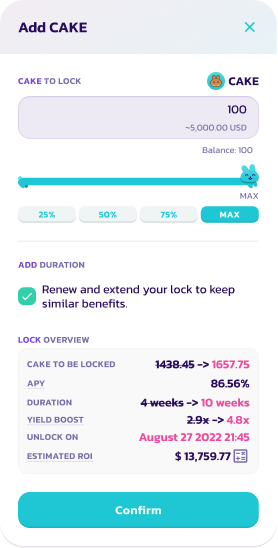 Add CAKE
CAKE TO LOCK
CAKE
100
~5,000.00 USD
Balance: 100
MAX
25%
50%
75%
MAX
ADD DURATION
Renew and extend your lock to keep
similar benefits.
LOCK OVERVIEW
CAKE TO BE LOCKED 1438.45 -> 1657.75
APY 86.56%
DURATION 4 weeks -> 10 weeks
YIELD BOOST 2.9x -> 4.8x
UNLOCK ON August 27 2022 21:45
ESTIMATED ROI $ 13,759.77
Confirm